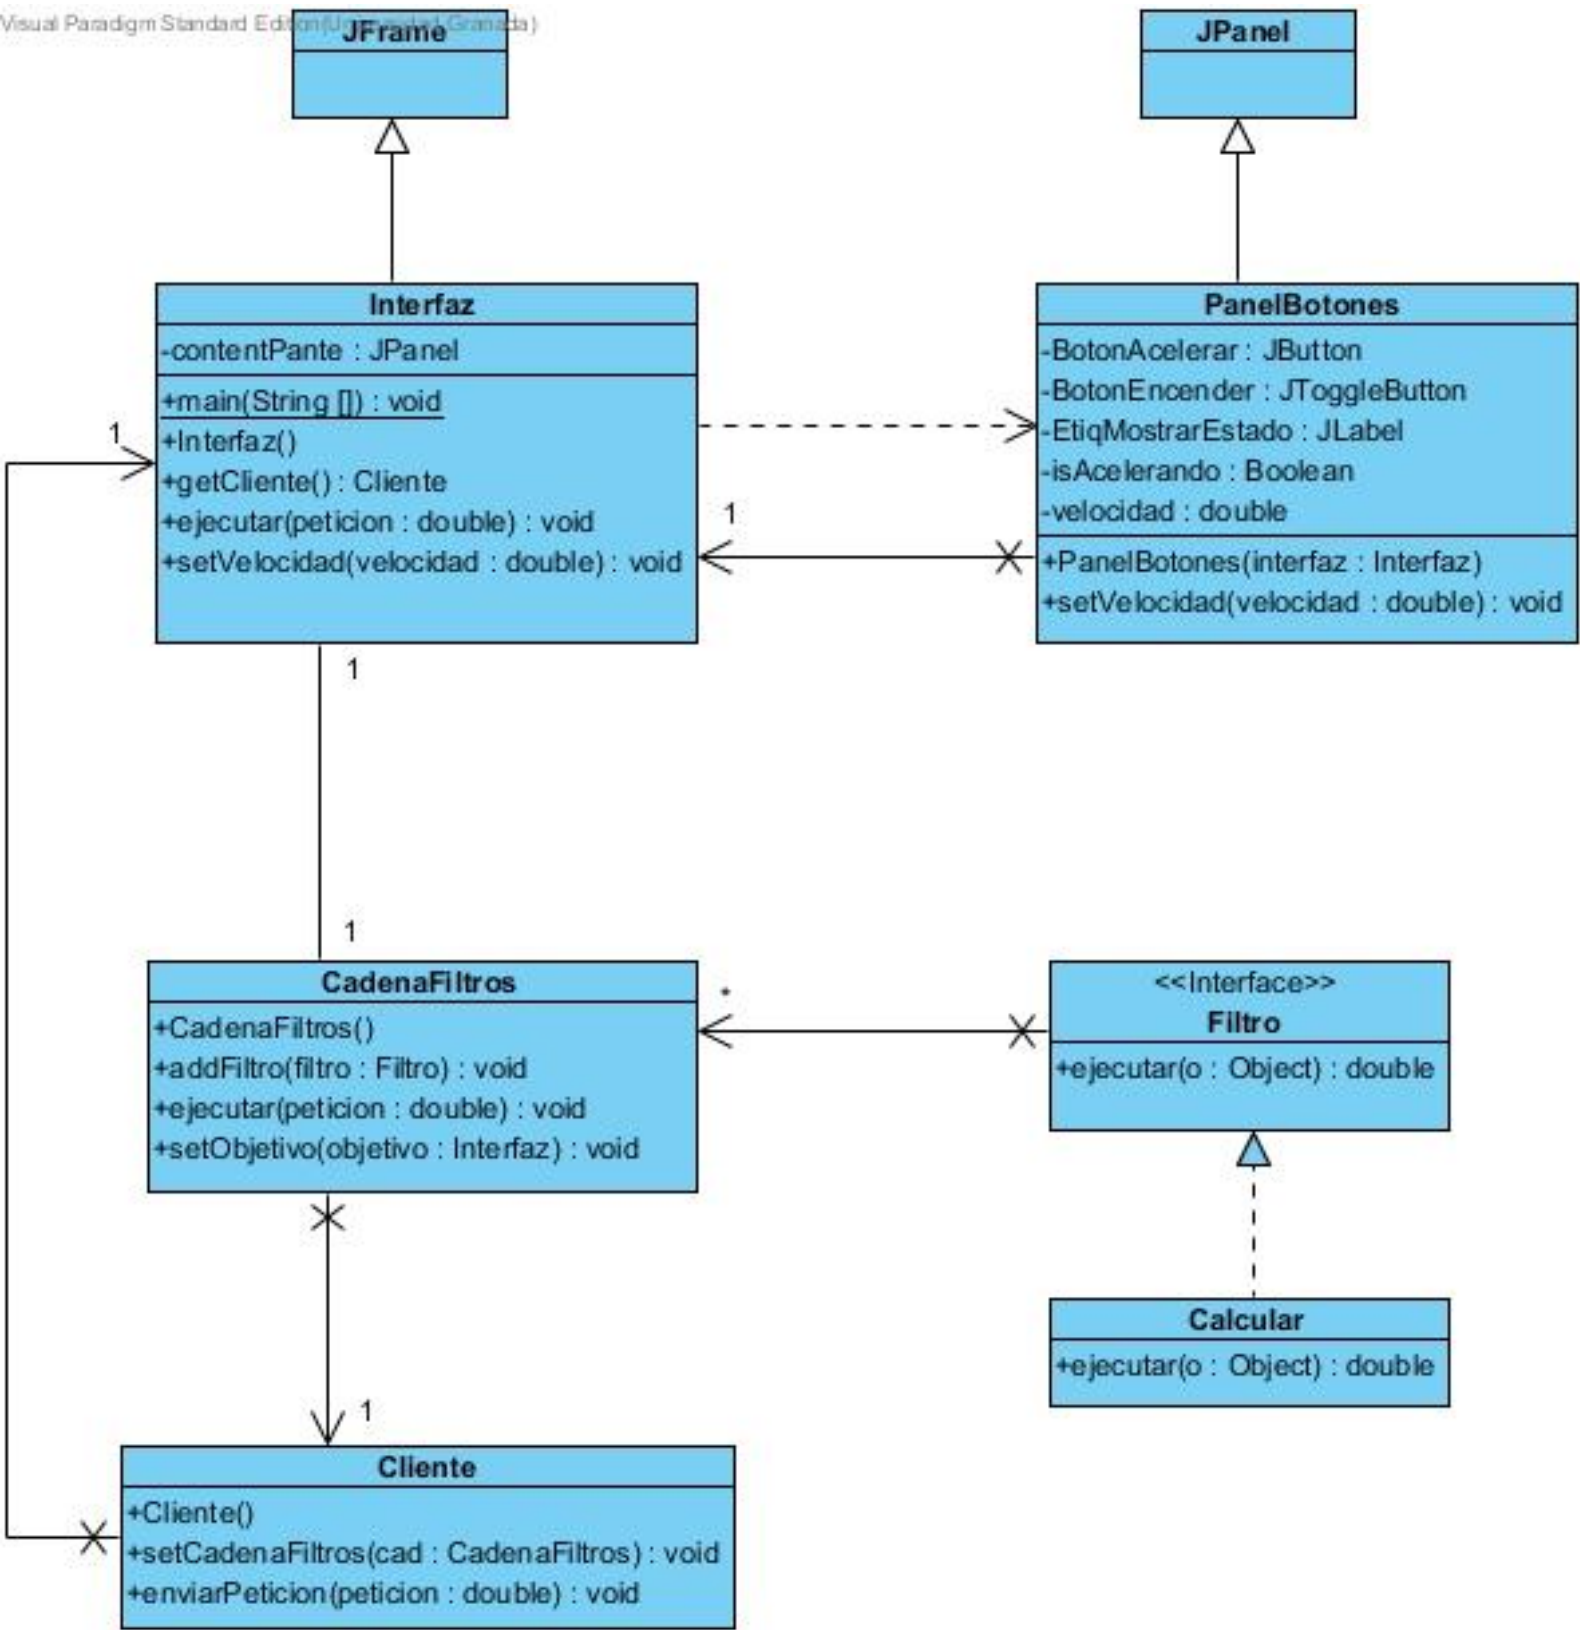 Visual Paradigm Standard Edition(Universidad Granada)
JFrame
JPanel
Interfaz
-contentPante : JPanel
+main(String []) : void
+Interfaz()
+getCliente() : Cliente
+ejecutar(peticion : double) : void
+setVelocidad(velocidad : double) : void
PanelBotones
-BotonAcelerar : JButton
-BotonEncender : JToggleButton
-EtiqMostrarEstado : JLabel
-isAcelerando : Boolean
-velocidad : double
+PanelBotones(interfaz : Interfaz)
+setVelocidad(velocidad : double) : void
1
1
1
1
CadenaFiltros
+CadenaFiltros()
+addFiltro(filtro : Filtro) : void
+ejecutar(peticion : double) : void
+setObjetivo(objetivo : Interfaz) : void
*
<<Interface>>
Filtro
+ejecutar(o : Object) : double
Calcular
+ejecutar(o : Object) : double
1
Cliente
+Cliente()
+setCadenaFiltros(cad : CadenaFiltros) : void
+enviarPeticion(peticion : double) : void